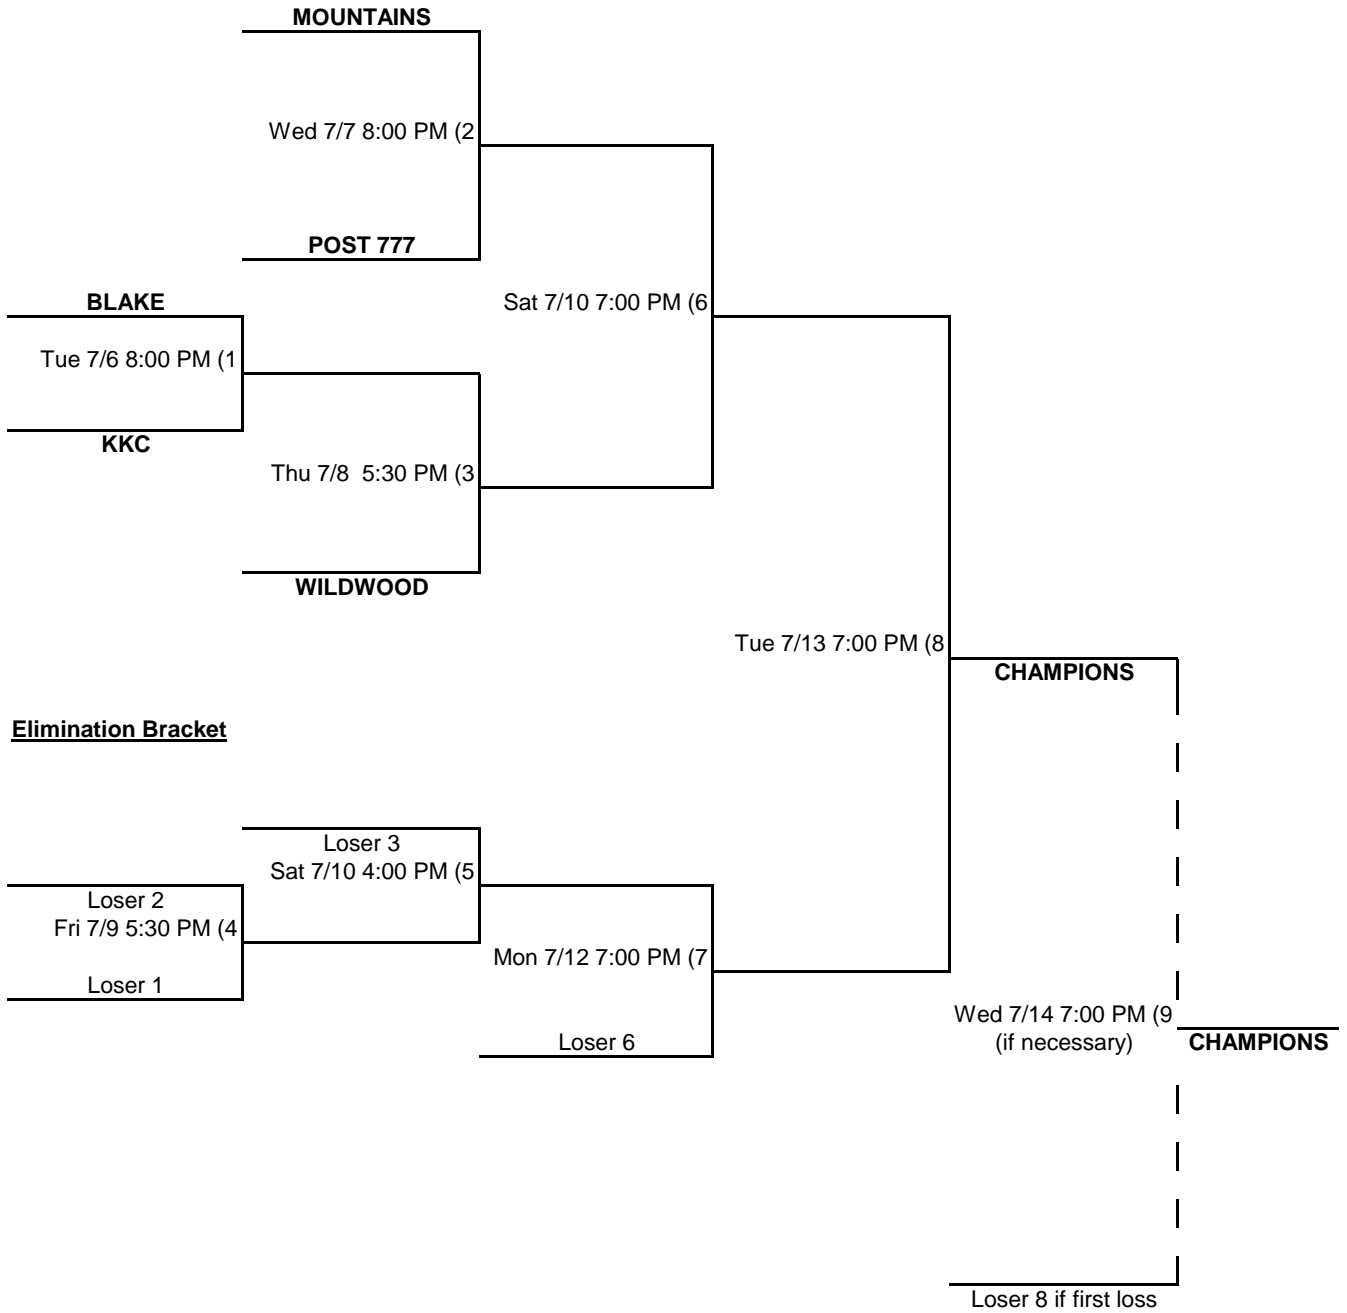 MOUNTAINS
Wed 7/7 8:00 PM (2
POST 777
BLAKE
Sat 7/10 7:00 PM (6
Tue 7/6 8:00 PM (1
KKC
Thu 7/8  5:30 PM (3
WILDWOOD
Tue 7/13 7:00 PM (8
CHAMPIONS
Elimination Bracket
Loser 3
Sat 7/10 4:00 PM (5
Loser 2
Fri 7/9 5:30 PM (4
Mon 7/12 7:00 PM (7
Loser 1
Wed 7/14 7:00 PM (9
(if necessary)
CHAMPIONS
Loser 6
Loser 8 if first loss